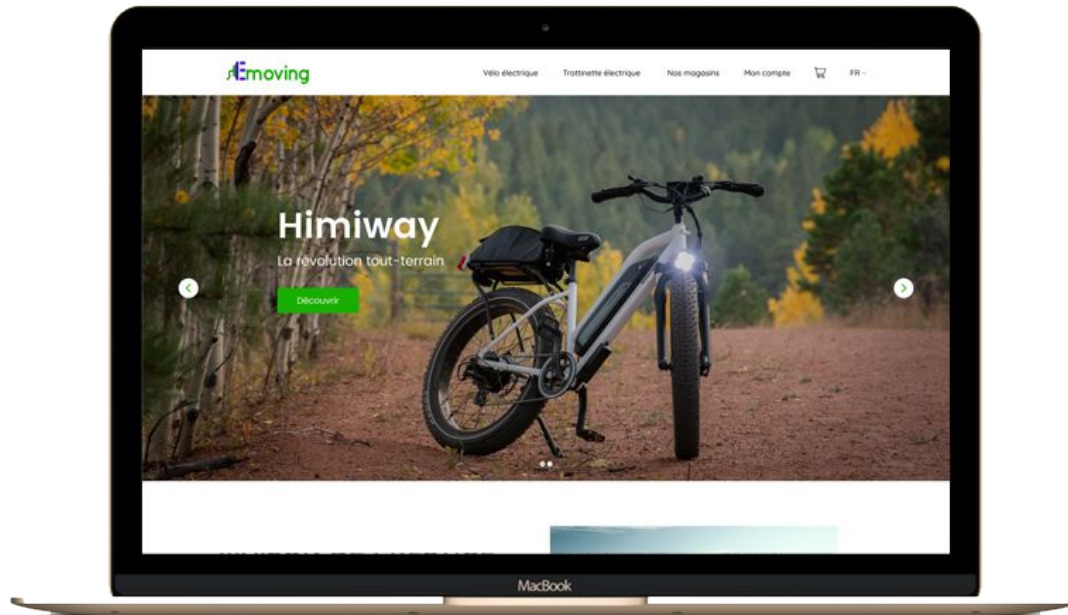 Emoving
Vélo électrique Trottinette électrique Nos magasins Mon compte FR
Himiway
La révolution tout-terrain
Découvrir
MacBook